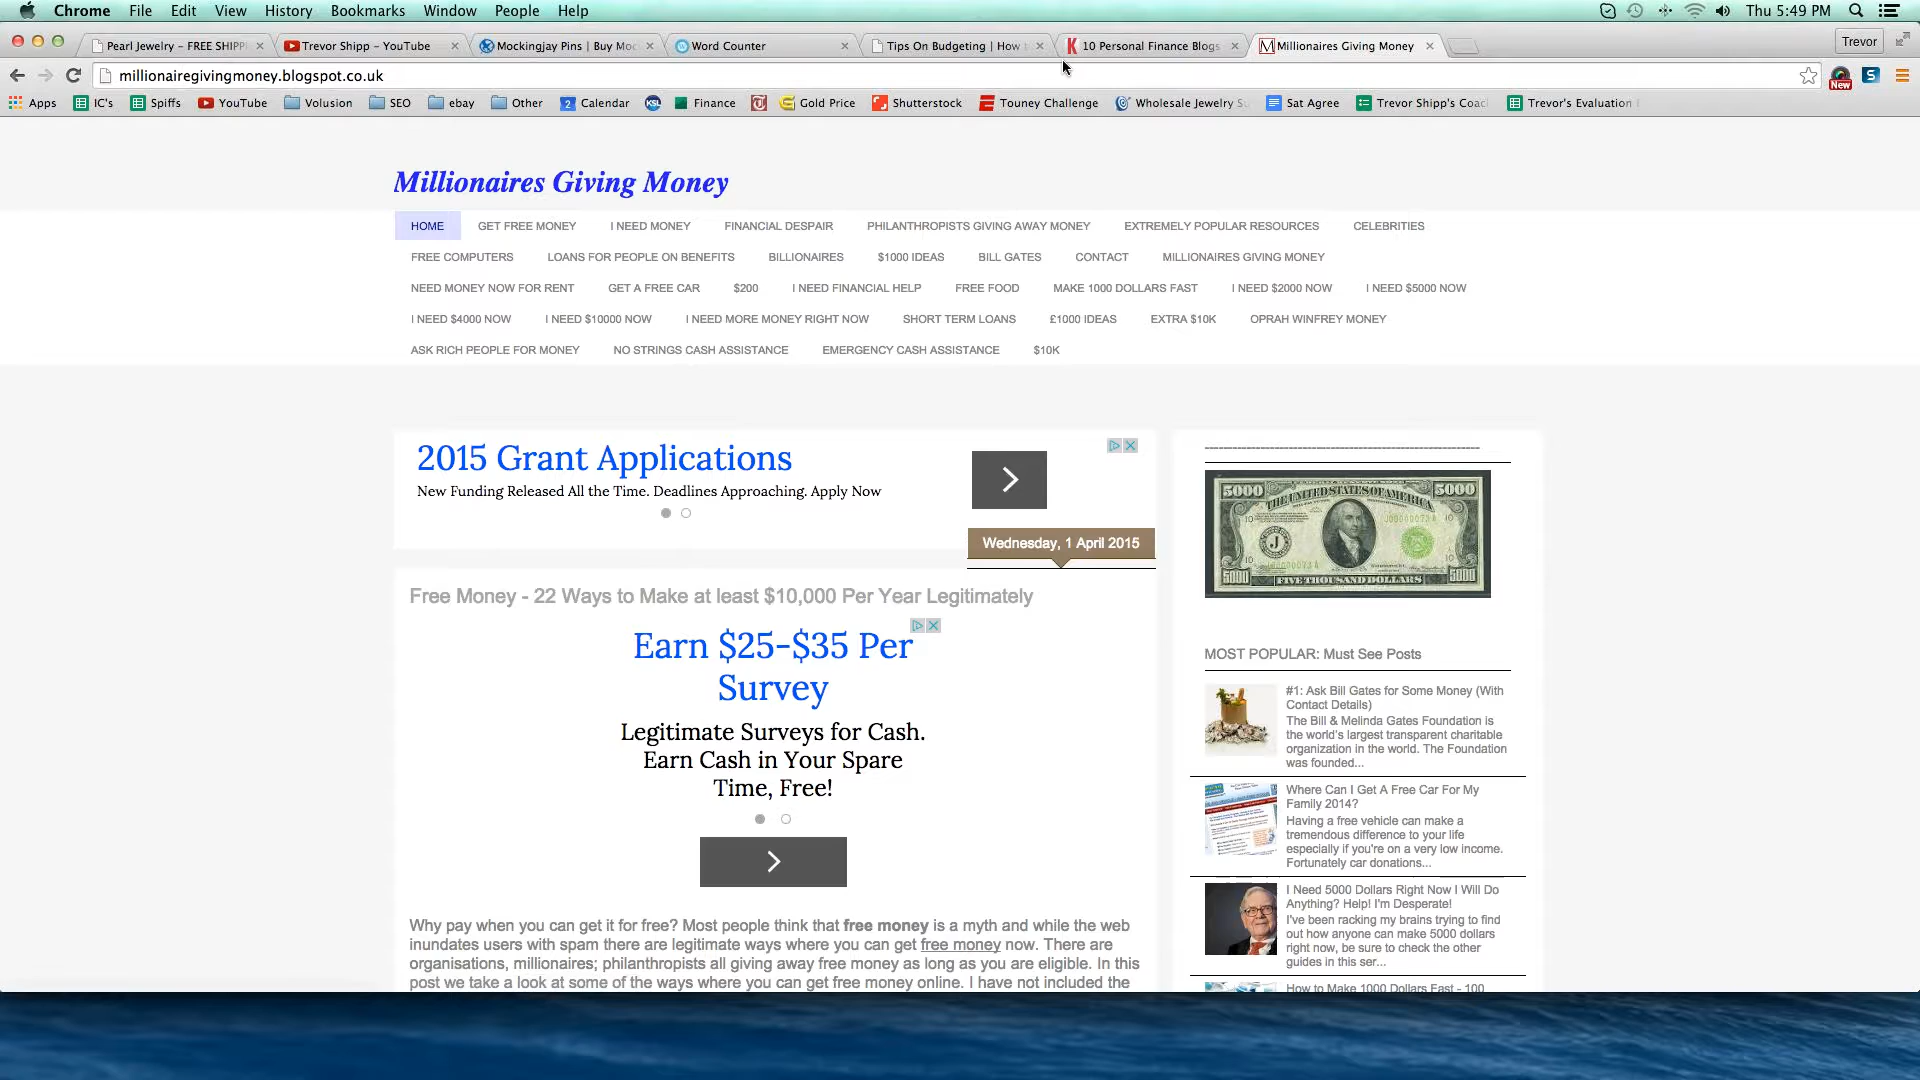 Chrome File Edit View History Bookmarks Window People Help Thu 5:49 PM
Pearl Jewelry – FREE SHIPP Trevor Shipp – YouTube Mockingjay Pins | Buy Moc Word Counter Tips On Budgeting | How 10 Personal Finance Blogs Millionaires Giving Money Trevor
millionairegivingmoney.blogspot.co.uk New
Apps IC's Spiffs YouTube Volusion SEO ebay Other 2 Calendar KSL Finance Gold Price Shutterstock Touney Challenge Wholesale Jewelry Su Sat Agree Trevor Shipp's Coac Trevor's Evaluation
Millionaires Giving Money
HOME GET FREE MONEY I NEED MONEY FINANCIAL DESPAIR PHILANTHROPISTS GIVING AWAY MONEY EXTREMELY POPULAR RESOURCES CELEBRITIES
FREE COMPUTERS LOANS FOR PEOPLE ON BENEFITS BILLIONAIRES $1000 IDEAS BILL GATES CONTACT MILLIONAIRES GIVING MONEY
NEED MONEY NOW FOR RENT GET A FREE CAR $200 I NEED FINANCIAL HELP FREE FOOD MAKE 1000 DOLLARS FAST I NEED $2000 NOW I NEED $5000 NOW
I NEED $4000 NOW I NEED $10000 NOW I NEED MORE MONEY RIGHT NOW SHORT TERM LOANS £1000 IDEAS EXTRA $10K OPRAH WINFREY MONEY
ASK RICH PEOPLE FOR MONEY NO STRINGS CASH ASSISTANCE EMERGENCY CASH ASSISTANCE $10K
2015 Grant Applications
New Funding Released All the Time. Deadlines Approaching. Apply Now
Wednesday, 1 April 2015
Free Money - 22 Ways to Make at least $10,000 Per Year Legitimately
Earn $25-$35 Per
Survey
Legitimate Surveys for Cash.
Earn Cash in Your Spare
Time, Free!
Why pay when you can get it for free? Most people think that free money is a myth and while the web
inundates users with spam there are legitimate ways where you can get free money now. There are
organisations, millionaires; philanthropists all giving away free money as long as you are eligible. In this
post we take a look at some of the ways where you can get free money online. I have not included the
5000 THE UNITED STATES OF AMERICA 5000
J
5000 FIVE THOUSAND DOLLARS 5000
MOST POPULAR: Must See Posts
#1: Ask Bill Gates for Some Money (With
Contact Details)
The Bill & Melinda Gates Foundation is
the world's largest transparent charitable
organization in the world. The Foundation
was founded...
Where Can I Get A Free Car For My
Family 2014?
Having a free vehicle can make a
tremendous difference to your life
especially if you're on a very low income.
Fortunately car donations...
I Need 5000 Dollars Right Now I Will Do
Anything? Help! I'm Desperate!
I've been racking my brains trying to find
out how anyone can make 5000 dollars
right now, be sure to check the other
guides in this ser...
How to Make 1000 Dollars Fast - 100